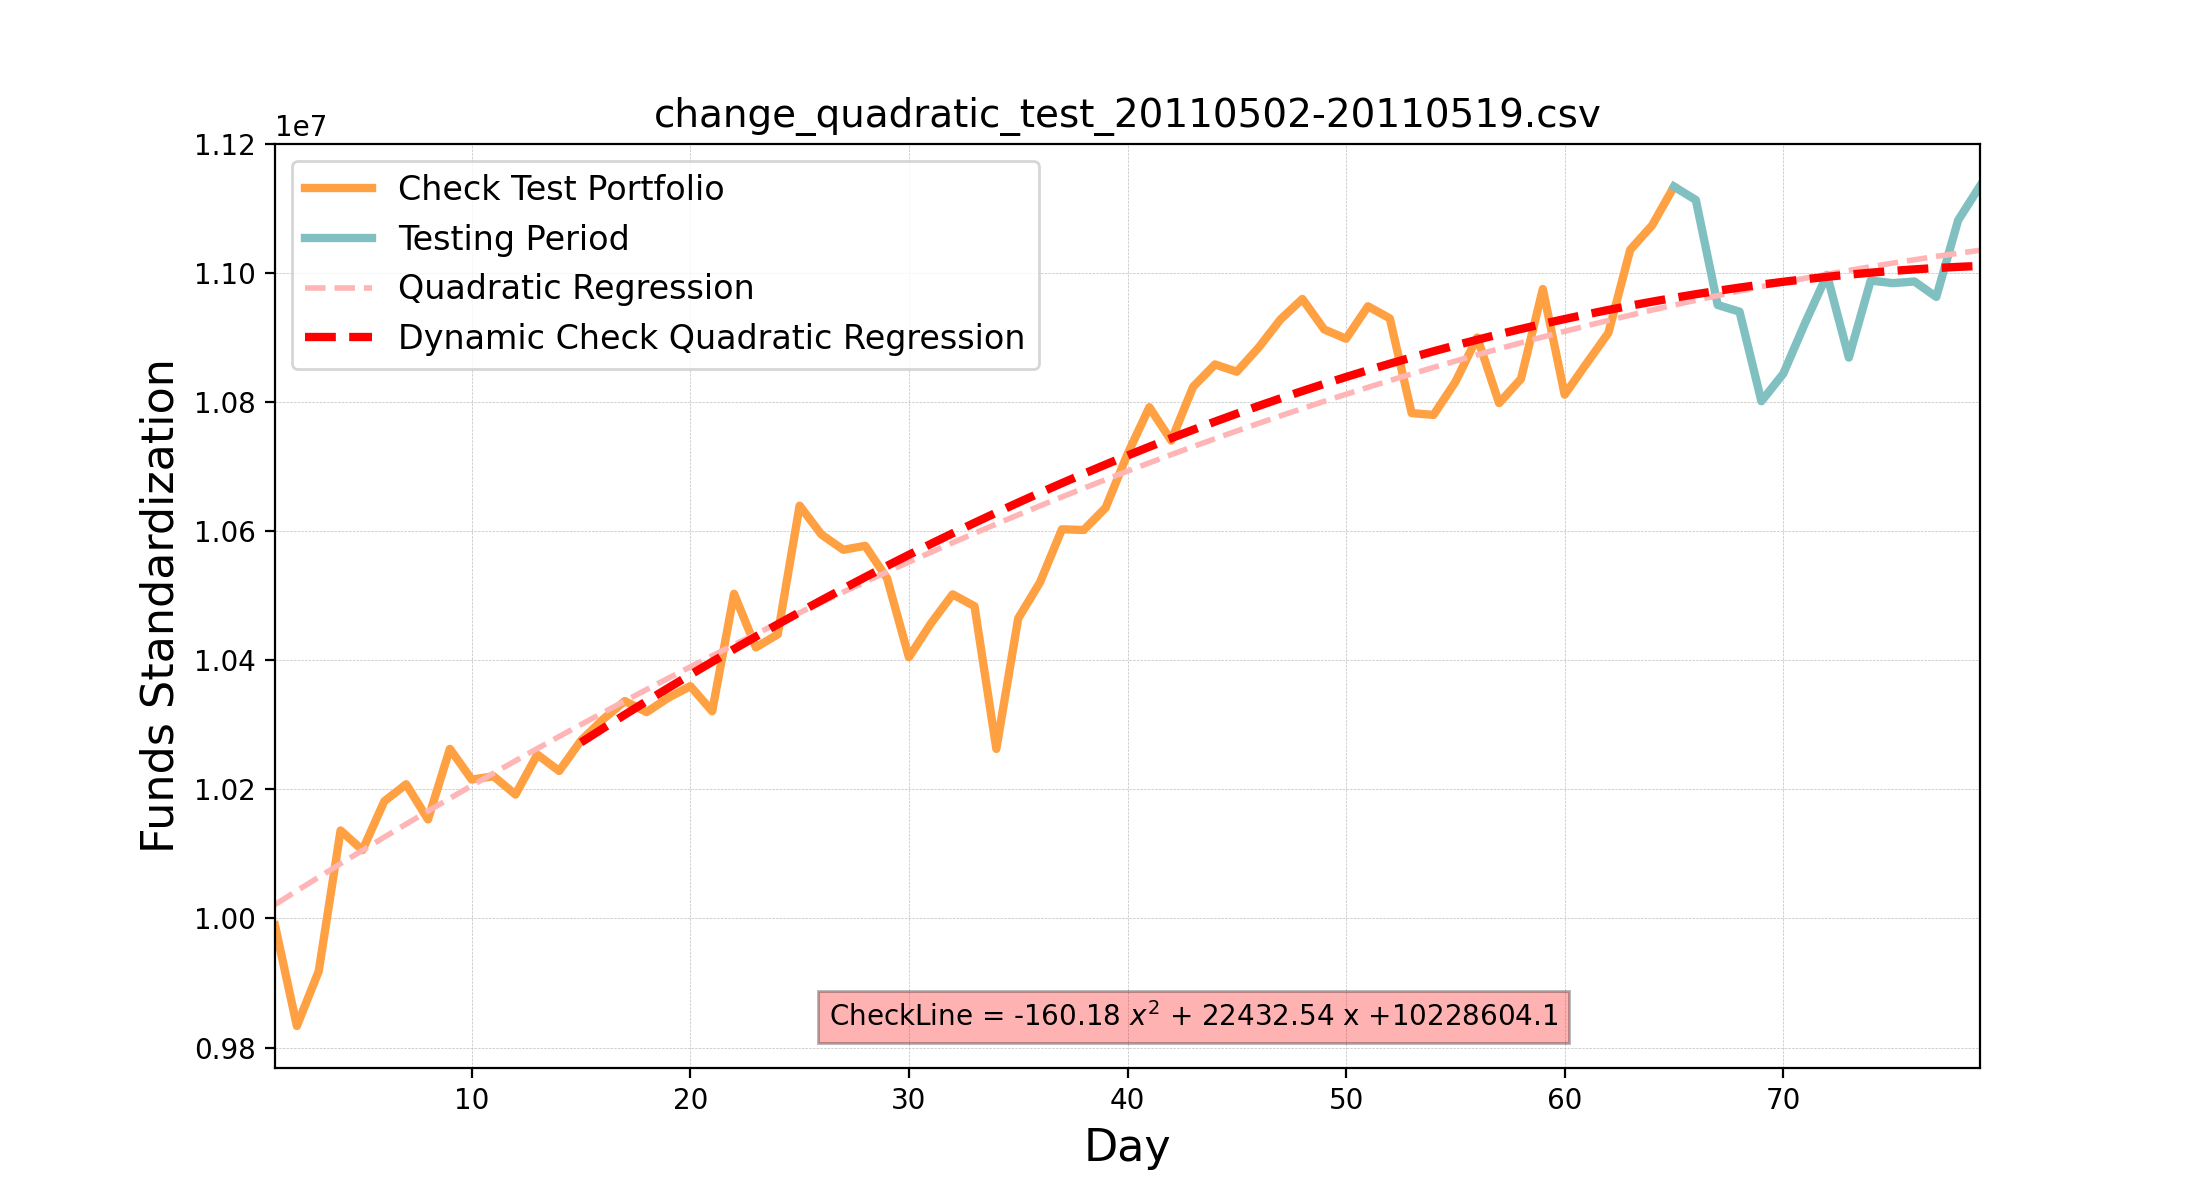 change_quadratic_test_20110502-20110519.csv
1e7
1.12
1.10
1.08
1.06
1.04
1.02
1.00
0.98
Funds Standardization
Check Test Portfolio
Testing Period
Quadratic Regression
Dynamic Check Quadratic Regression
CheckLine = -160.18 x² + 22432.54 x +10228604.1
10 20 30 40 50 60 70
Day